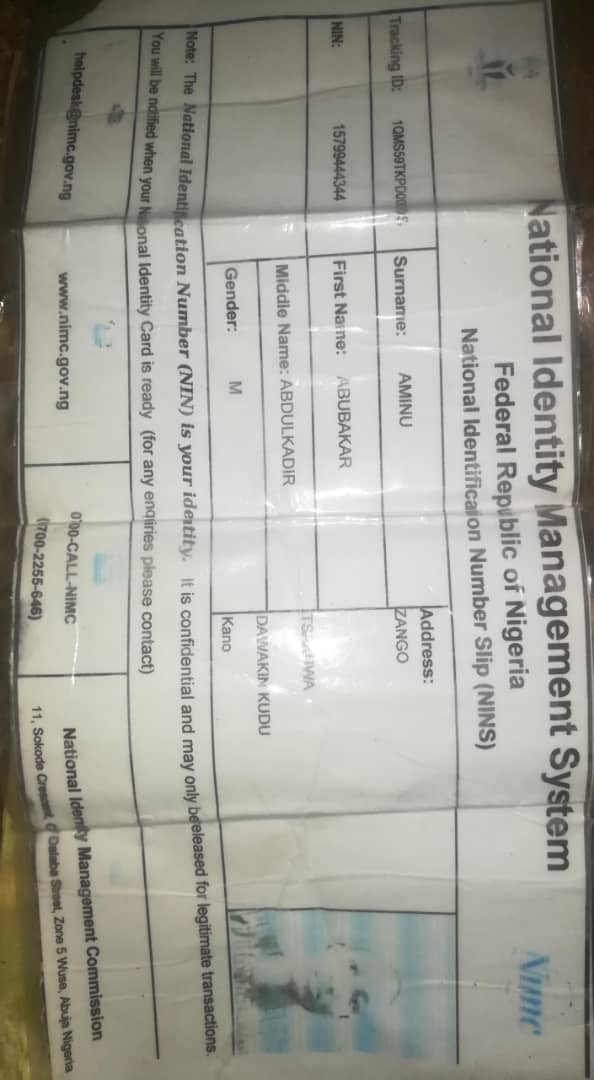 National Identity Management System
Federal Republic of Nigeria
National Identification Number Slip (NINS)
Nimc
Tracking ID:
Surname: AMINU
Address:
ZANGO
NIN: 15799444344
First Name: ABUBAKAR
Middle Name: ABDULKADIR
DAWAKIN KUDU
Gender: M
Kano
Note: The National Identification Number (NIN) is your identity. It is confidential and may only be released for legitimate transactions.
You will be notified when your National Identity Card is ready (for any enqiries please contact)
helpdesk@nimc.gov.ng
www.nimc.gov.ng
0700-CALL-NIMC
(0700-2255-646)
National Identity Management Commission
11, Sokode Crescent, off Dalaba Street, Zone 5 Wuse, Abuja Nigeria